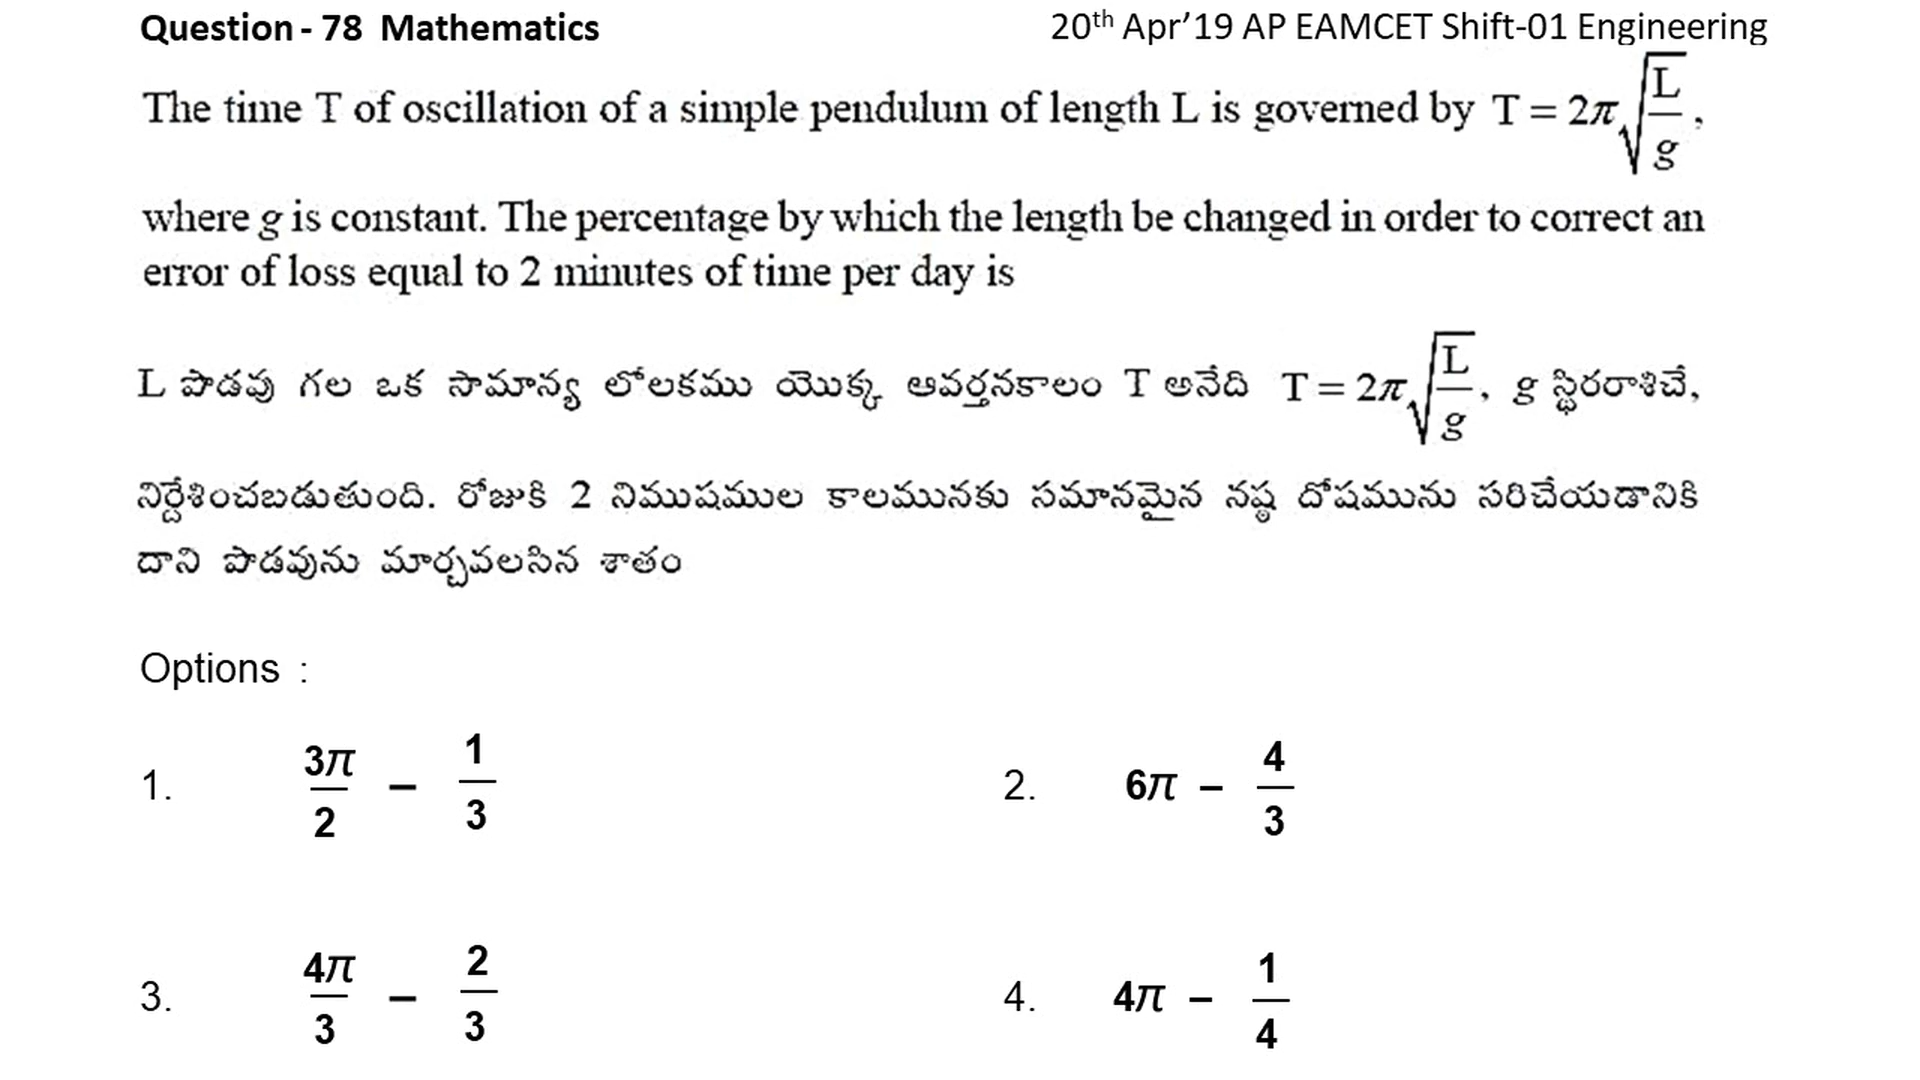 Question - 78 Mathematics 20th Apr'19 AP EAMCET Shift-01 Engineering
The time T of oscillation of a simple pendulum of length L is governed by T = 2π√(L/g),
where g is constant. The percentage by which the length be changed in order to correct an
error of loss equal to 2 minutes of time per day is
L పొడవు గల ఒక సామాన్య లోలకము యొక్క ఆవర్తనకాలం T అనేది T = 2π√(L/g), g స్థిరరాశిచే,
నిర్దేశించబడుతుంది. రోజుకి 2 నిముషముల కాలమునకు సమానమైన నష్ఠ దోషమును సరిచేయడానికి
దాని పొడవును మార్చవలసిన శాతం
Options :
1. 3π/2 – 1/3
2. 6π – 4/3
3. 4π/3 – 2/3
4. 4π – 1/4